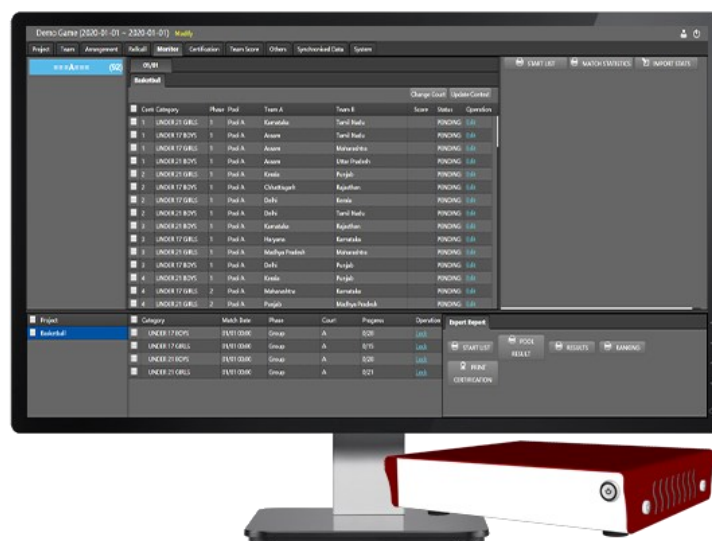 Demo Game (2020-01-01 ~ 2020-01-01) Modify
Project Team Arrangement Rollcall Monitor Certification Team Score Others Synchronised Data System
===A=== (92)
01/01
START LIST MATCH STATISTICS IMPORT STATS
Basketball
Change Court Update Contest
Cont Category Phase Pool Team A Team B Score Status Operation
1 UNDER 21 GIRLS 1 Pool A Karnataka Tamil Nadu PENDING Edit
1 UNDER 17 BOYS 1 Pool A Assam Tamil Nadu PENDING Edit
1 UNDER 17 GIRLS 1 Pool A Assam Maharashtra PENDING Edit
1 UNDER 21 BOYS 1 Pool A Assam Uttar Pradesh PENDING Edit
2 UNDER 21 GIRLS 1 Pool A Kerala Punjab PENDING Edit
2 UNDER 17 BOYS 1 Pool A Chhattisgarh Rajasthan PENDING Edit
2 UNDER 17 GIRLS 1 Pool A Delhi Kerala PENDING Edit
2 UNDER 21 BOYS 1 Pool A Delhi Tamil Nadu PENDING Edit
3 UNDER 21 BOYS 1 Pool A Karnataka Rajasthan PENDING Edit
3 UNDER 17 GIRLS 1 Pool A Haryana Karnataka PENDING Edit
3 UNDER 21 GIRLS 1 Pool A Madhya Pradesh Maharashtra PENDING Edit
3 UNDER 17 BOYS 1 Pool A Delhi Punjab PENDING Edit
4 UNDER 21 BOYS 1 Pool A Kerala Punjab PENDING Edit
4 UNDER 17 GIRLS 2 Pool A Maharashtra Karnataka PENDING Edit
4 UNDER 21 GIRLS 2 Pool A Punjab Madhya Pradesh PENDING Edit
Project
Basketball
Category Match Date Phase Court Progress Operation
UNDER 17 BOYS 01/01 00:00 Group A 0/20 Lock
UNDER 17 GIRLS 01/01 00:00 Group A 0/15 Lock
UNDER 21 BOYS 01/01 00:00 Group A 0/20 Lock
UNDER 21 GIRLS 01/01 00:00 Group A 0/21 Lock
Export Report
START LIST POOL RESULT RESULTS RANKING
PRINT CERTIFICATION